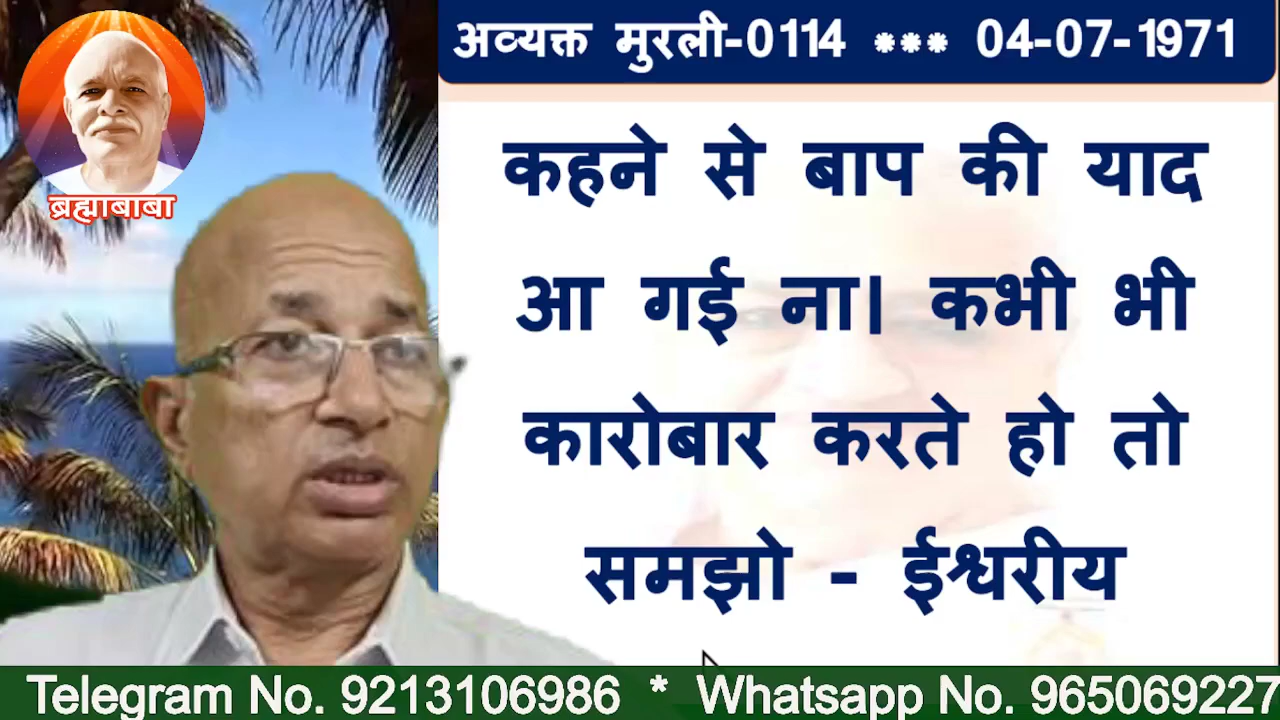 अव्यक्त मुरली-0114 *** 04-07-1971
ब्रह्माबाबा
कहने से बाप की याद
आ गई ना। कभी भी
कारोबार करते हो तो
समझो - ईश्वरीय
Telegram No. 9213106986 * Whatsapp No. 965069227